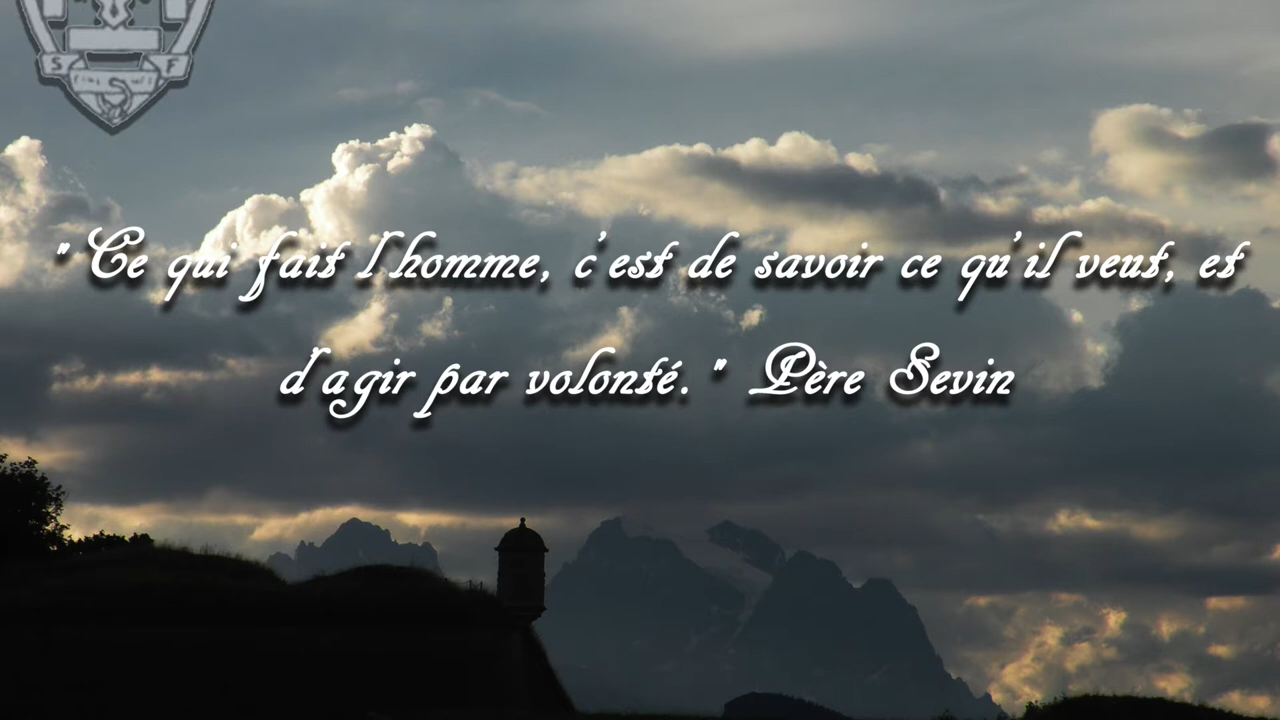 S F
" Ce qui fait l'homme, c'est de savoir ce qu'il veut, et
d'agir par volonté. " Père Sevin